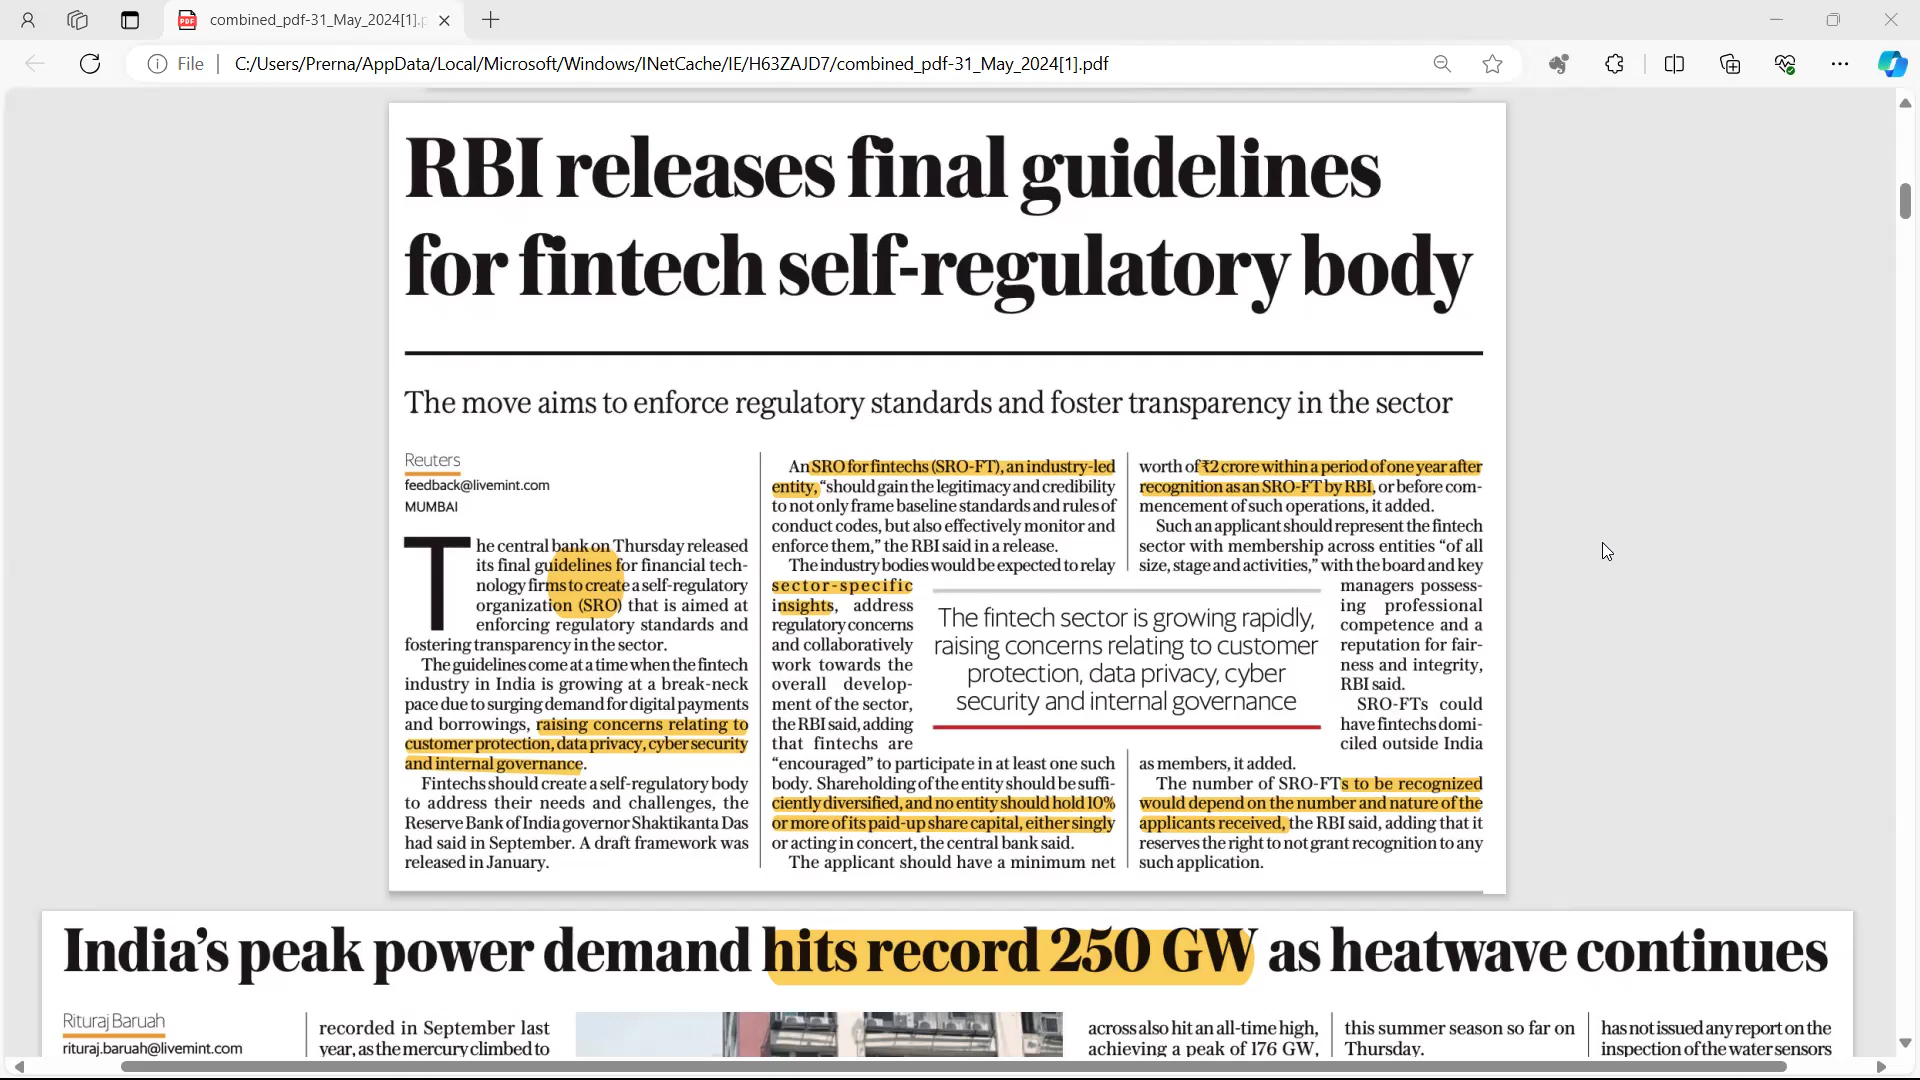 combined_pdf-31_May_2024[1].p
File
C:/Users/Prerna/AppData/Local/Microsoft/Windows/INetCache/IE/H63ZAJD7/combined_pdf-31_May_2024[1].pdf
RBI releases final guidelines
for fintech self-regulatory body
The move aims to enforce regulatory standards and foster transparency in the sector
Reuters
feedback@livemint.com
MUMBAI
The central bank on Thursday released
its final guidelines for financial tech-
nology firms to create a self-regulatory
organization (SRO) that is aimed at
enforcing regulatory standards and
fostering transparency in the sector.
The guidelines come at a time when the fintech
industry in India is growing at a break-neck
pace due to surging demand for digital payments
and borrowings, raising concerns relating to
customer protection, data privacy, cyber security
and internal governance.
Fintechs should create a self-regulatory body
to address their needs and challenges, the
Reserve Bank of India governor Shaktikanta Das
had said in September. A draft framework was
released in January.
An SRO for fintechs (SRO-FT), an industry-led
entity, “should gain the legitimacy and credibility
to not only frame baseline standards and rules of
conduct codes, but also effectively monitor and
enforce them,” the RBI said in a release.
The industry bodies would be expected to relay
sector-specific
insights, address
regulatory concerns
and collaboratively
work towards the
overall develop-
ment of the sector,
the RBI said, adding
that fintechs are
“encouraged” to participate in at least one such
body. Shareholding of the entity should be suffi-
ciently diversified, and no entity should hold 10%
or more of its paid-up share capital, either singly
or acting in concert, the central bank said.
The applicant should have a minimum net
The fintech sector is growing rapidly,
raising concerns relating to customer
protection, data privacy, cyber
security and internal governance
worth of ₹2 crore within a period of one year after
recognition as an SRO-FT by RBI, or before com-
mencement of such operations, it added.
Such an applicant should represent the fintech
sector with membership across entities “of all
size, stage and activities,” with the board and key
managers possess-
ing professional
competence and a
reputation for fair-
ness and integrity,
RBI said.
SRO-FTs could
have fintechs domi-
ciled outside India
as members, it added.
The number of SRO-FTs to be recognized
would depend on the number and nature of the
applicants received, the RBI said, adding that it
reserves the right to not grant recognition to any
such application.
India’s peak power demand hits record 250 GW as heatwave continues
Rituraj Baruah
rituraj.baruah@livemint.com
recorded in September last
year, as the mercury climbed to
across also hit an all-time high,
achieving a peak of 176 GW,
this summer season so far on
Thursday.
has not issued any report on the
inspection of the water sensors